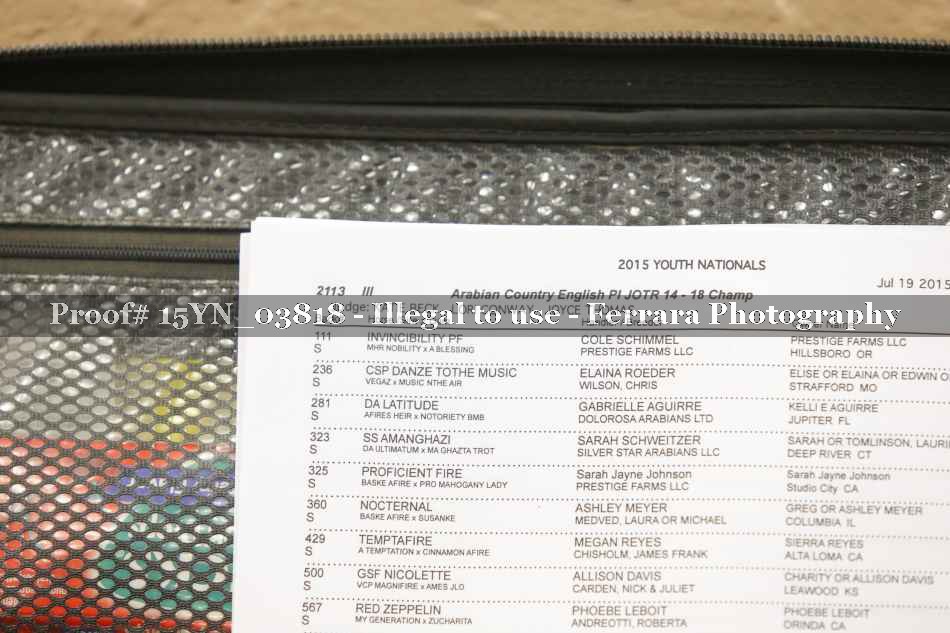 2015 YOUTH NATIONALS
Jul 19 2015
2113 III Arabian Country English Pl JOTR 14 - 18 Champ
Proof# 15YN_03818 - Illegal to use - Ferrara Photography
111 INVINCIBILITY PF COLE SCHIMMEL PRESTIGE FARMS LLC
S MHR NOBILITY x A BLESSING PRESTIGE FARMS LLC HILLSBORO OR
236 CSP DANZE TOTHE MUSIC ELAINA ROEDER ELISE OR ELAINA OR EDWIN O
S VEGAZ x MUSIC NTHE AIR WILSON, CHRIS STRAFFORD MO
281 DA LATITUDE GABRIELLE AGUIRRE KELLI E AGUIRRE
S AFIRES HEIR x NOTORIETY BMB DOLOROSA ARABIANS LTD JUPITER FL
323 SS AMANGHAZI SARAH SCHWEITZER SARAH OR TOMLINSON, LAURI
S DA ULTIMATUM x MA GHAZTA TROT SILVER STAR ARABIANS LLC DEEP RIVER CT
325 PROFICIENT FIRE Sarah Jayne Johnson Sarah Jayne Johnson
S BASKE AFIRE x PRO MAHOGANY LADY PRESTIGE FARMS LLC Studio City CA
360 NOCTERNAL ASHLEY MEYER GREG OR ASHLEY MEYER
S BASKE AFIRE x SUSANKE MEDVED, LAURA OR MICHAEL COLUMBIA IL
429 TEMPTAFIRE MEGAN REYES SIERRA REYES
S A TEMPTATION x CINNAMON AFIRE CHISHOLM, JAMES FRANK ALTA LOMA CA
500 GSF NICOLETTE ALLISON DAVIS CHARITY OR ALLISON DAVIS
S VCP MAGNIFIRE x AMES JLO CARDEN, NICK & JULIET LEAWOOD KS
567 RED ZEPPELIN PHOEBE LEBOIT PHOEBE LEBOIT
S MY GENERATION x ZUCHARITA ANDREOTTI, ROBERTA ORINDA CA